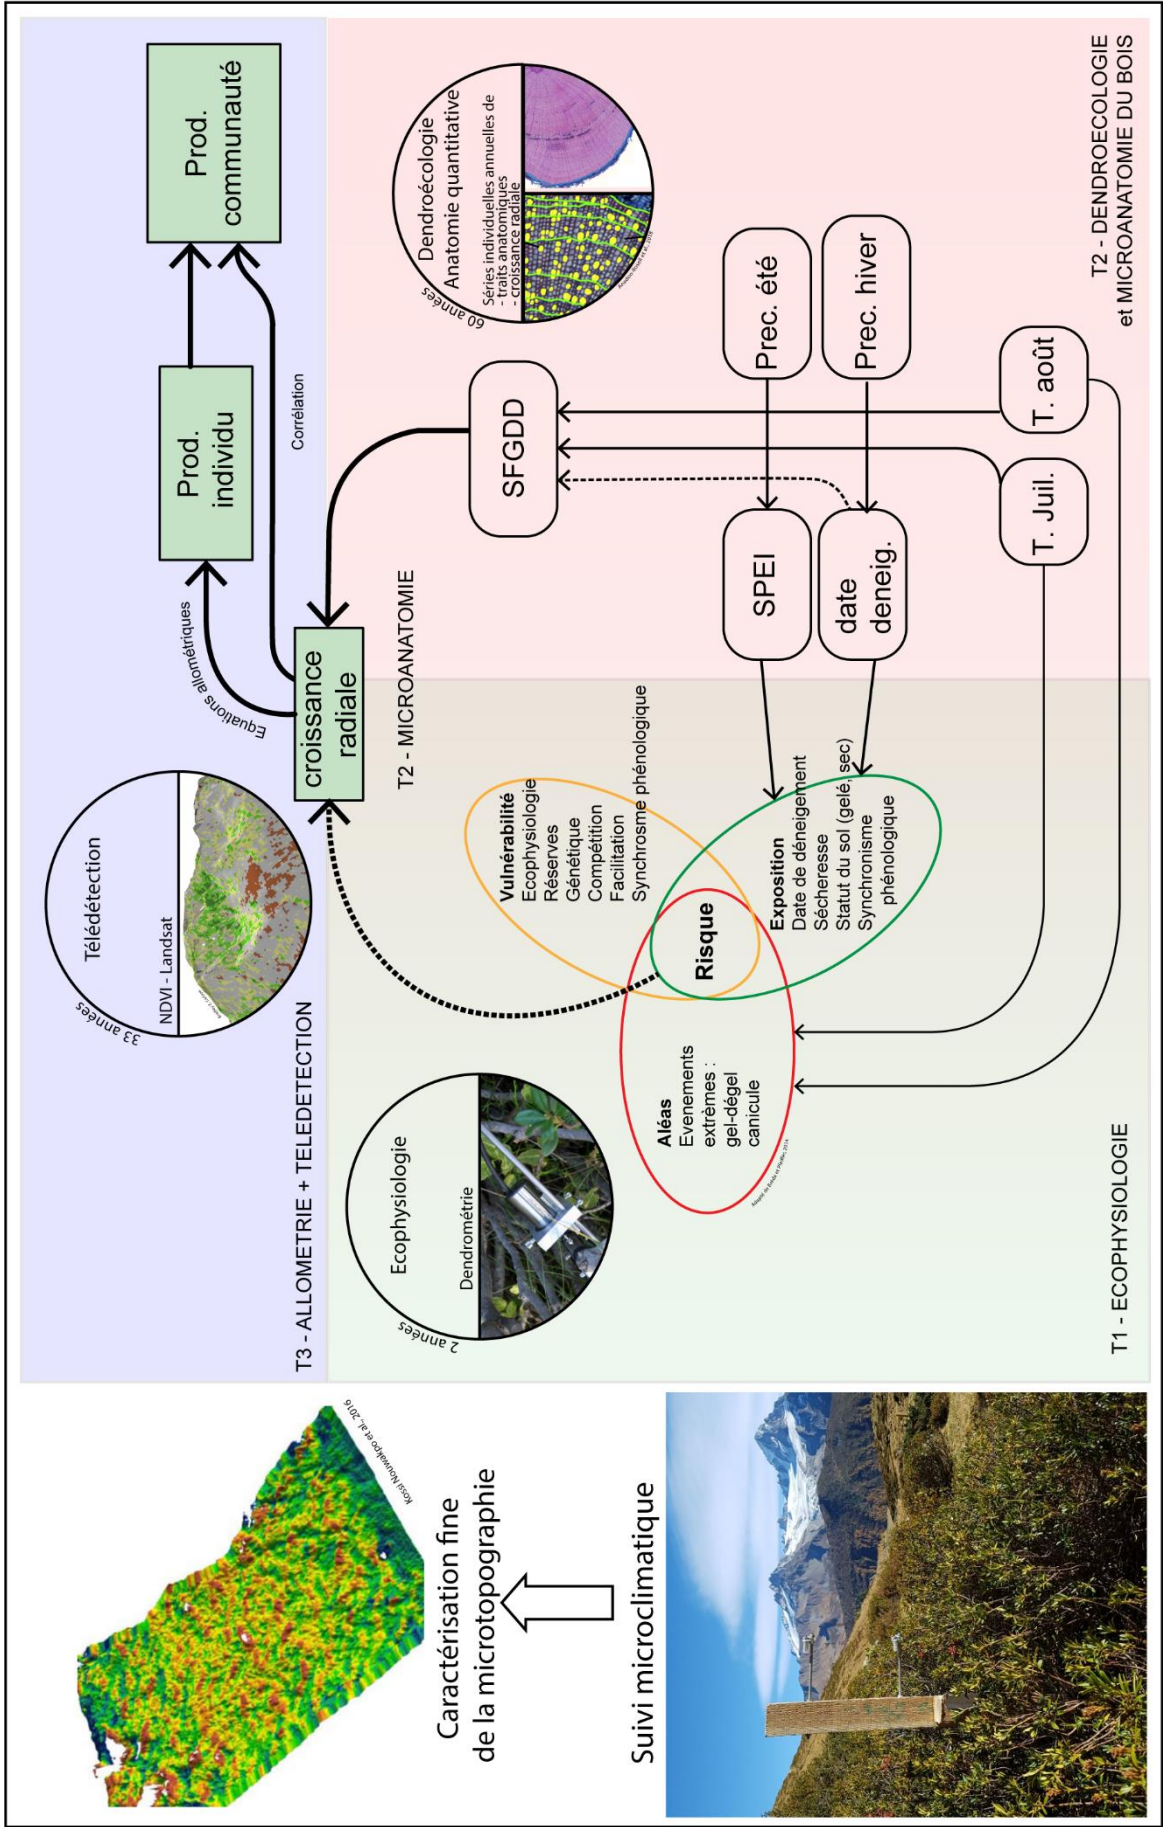 Caractérisation fine
de la microtopographie
Kossi Nouwakpo et al., 2016
Suivi microclimatique
T3 - ALLOMETRIE + TELEDETECTION
33 années
Télédétection
NDVI - Landsat
Equations allométriques
Prod.
individu
Prod.
communauté
Corrélation
croissance
radiale
T2 - MICROANATOMIE
2 années
Ecophysiologie
Dendrométrie
60 années
Dendroécologie
Anatomie quantitative
Séries individuelles annuelles de
- traits anatomiques
- croissance radiale
SFGDD
Vulnérabilité
Ecophysiologie
Réserves
Génétique
Compétition
Facilitation
Synchrosme phénologique
Aléas
Evenements
extrèmes :
gel-dégel
canicule
Risque
Exposition
Date de déneigement
Sécheresse
Statut du sol (gelé, sec)
Synchronisme
phénologique
SPEI
Prec. été
date
deneig.
Prec. hiver
T. Juil.
T. août
T1 - ECOPHYSIOLOGIE
T2 - DENDROECOLOGIE
et MICROANATOMIE DU BOIS